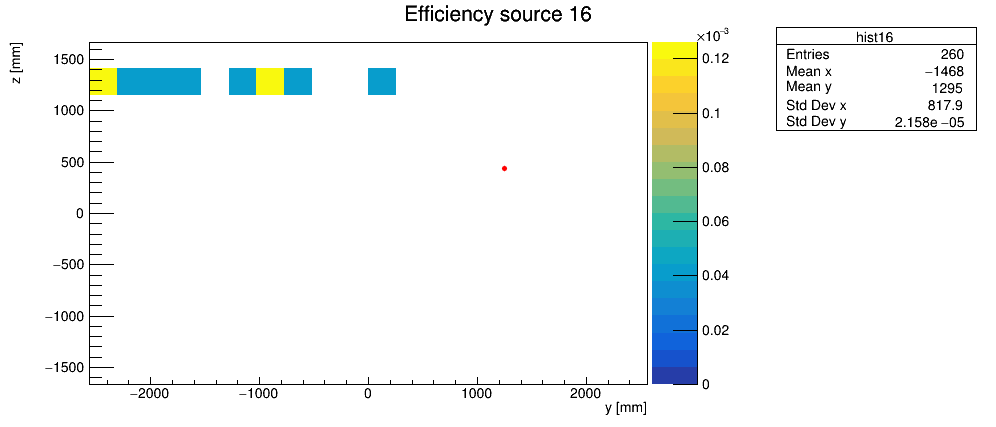 Efficiency source 16
z [mm]
1500
1000
500
0
−500
−1000
−1500
−2000 −1000 0 1000 2000
y [mm]
×10⁻³
0.12
0.1
0.08
0.06
0.04
0.02
0
hist16
Entries 260
Mean x −1468
Mean y 1295
Std Dev x 817.9
Std Dev y 2.158e−05